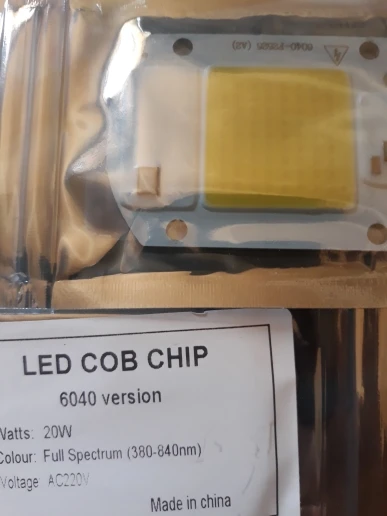 LED COB CHIP
6040 version
Watts: 20W
Colour: Full Spectrum (380-840nm)
Voltage AC220V
Made in china